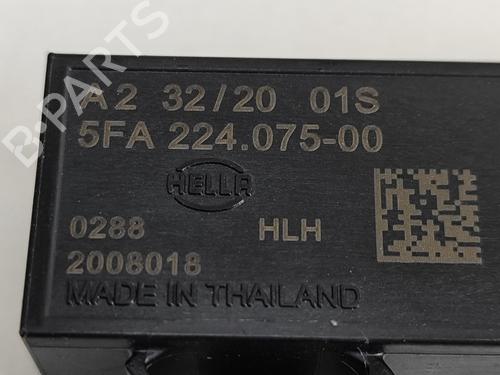 B-Parts
A2 32/20 01S
5FA 224.075-00
HELLA
0288 HLH
2008018
MADE IN THAILAND